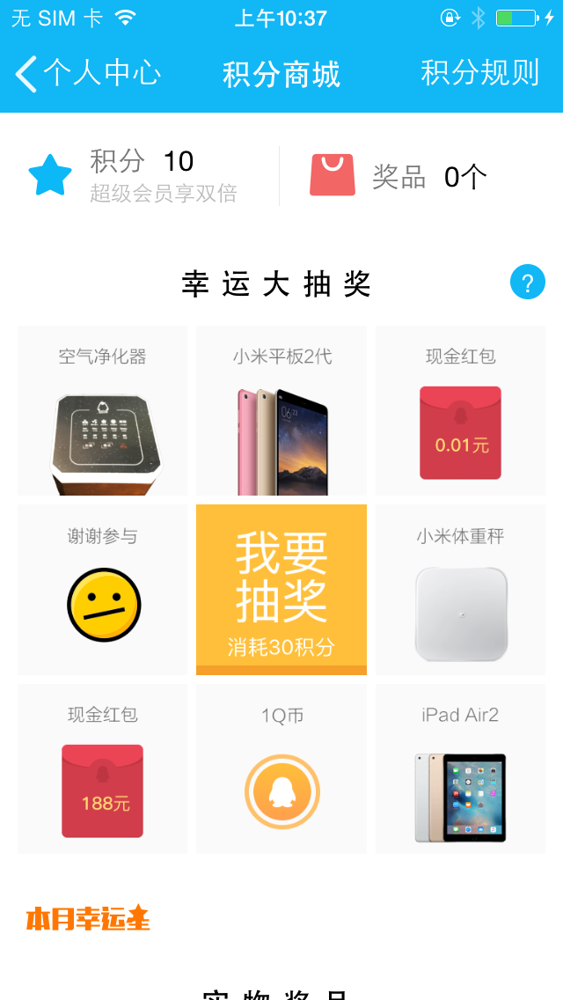 无 SIM 卡
上午10:37
个人中心
积分商城
积分规则
积分 10
超级会员享双倍
奖品 0个
幸运大抽奖
?
空气净化器
小米平板2代
现金红包
06:23
0.01元
谢谢参与
我要
抽奖
消耗30积分
小米体重秤
现金红包
1Q币
iPad Air2
188元
本月幸运星
实物奖品